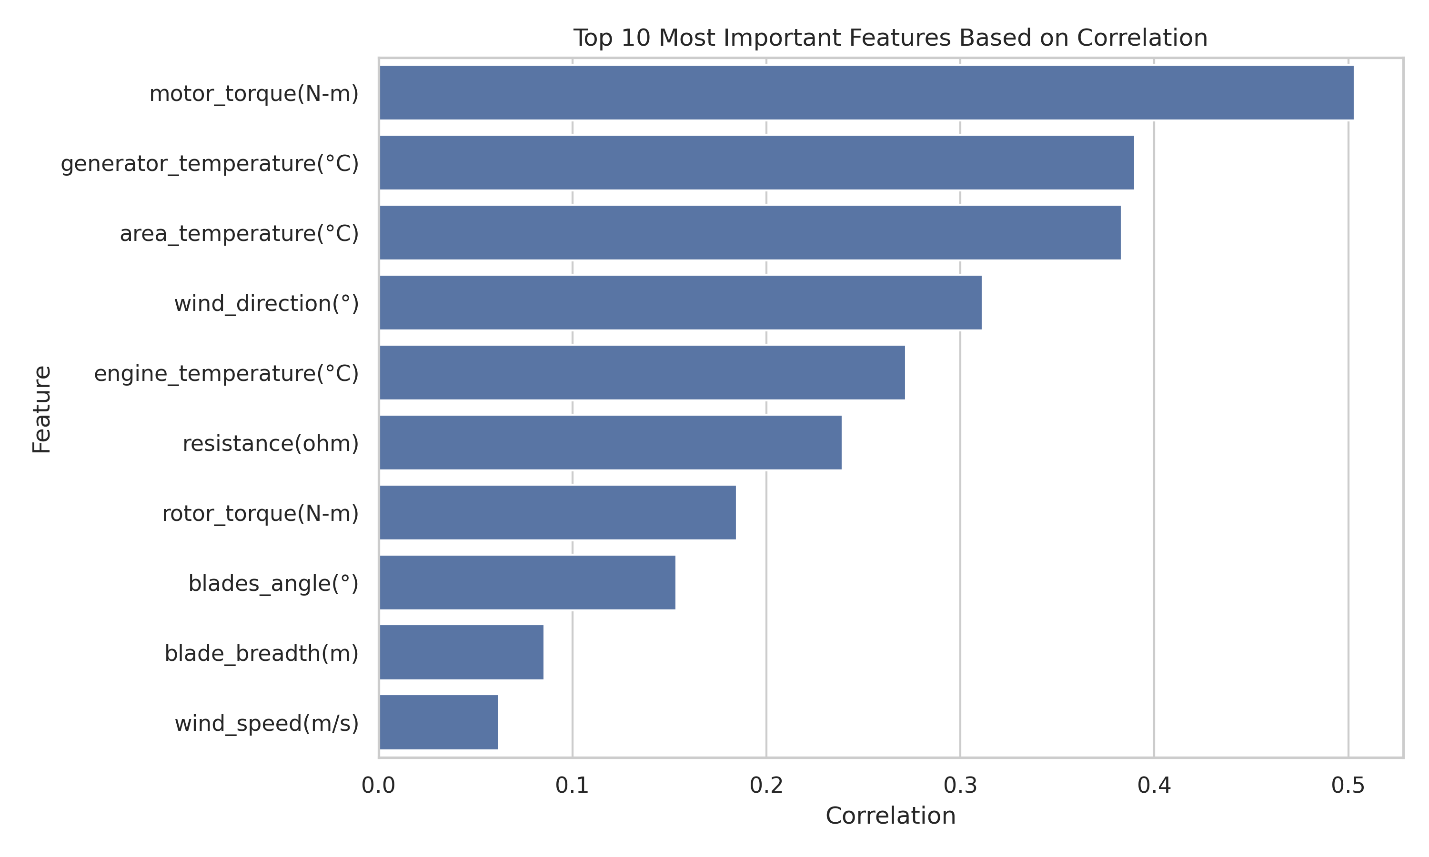 Top 10 Most Important Features Based on Correlation
motor_torque(N-m)
generator_temperature(°C)
area_temperature(°C)
wind_direction(°)
engine_temperature(°C)
resistance(ohm)
rotor_torque(N-m)
blades_angle(°)
blade_breadth(m)
wind_speed(m/s)
Feature
0.0 0.1 0.2 0.3 0.4 0.5
Correlation